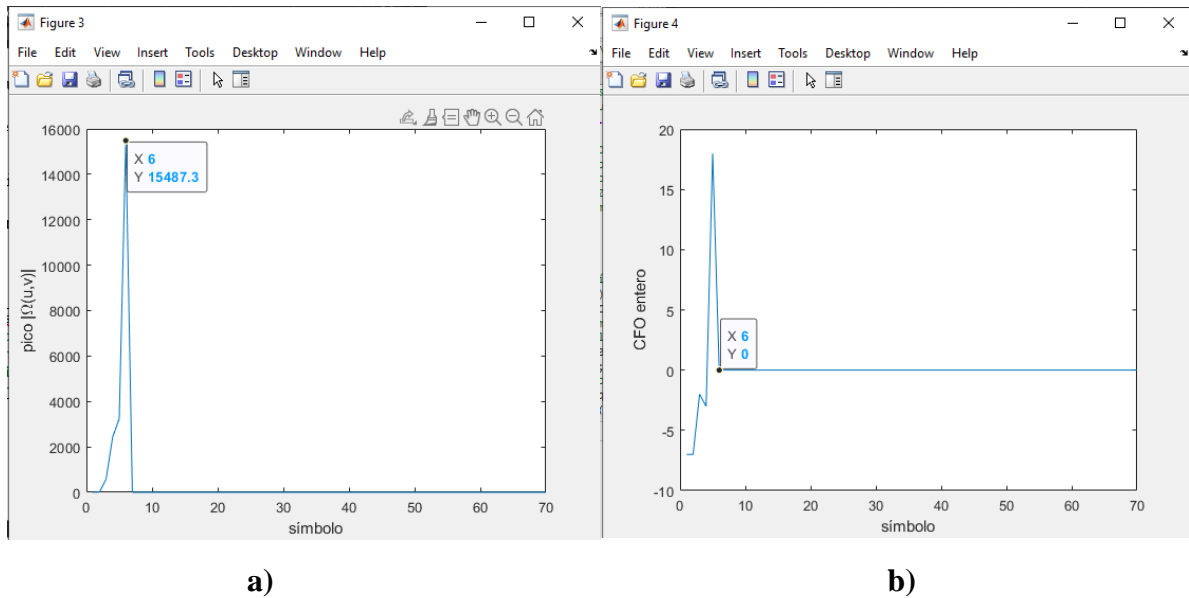 Figure 3
File Edit View Insert Tools Desktop Window Help
16000
14000
12000
10000
8000
6000
4000
2000
0
X 6
Y 15487.3
pico |Ω(u,v)|
0 10 20 30 40 50 60 70
simbolo
a)
Figure 4
File Edit View Insert Tools Desktop Window Help
20
15
10
5
0
-5
-10
X 6
Y 0
CFO entero
0 10 20 30 40 50 60 70
simbolo
b)